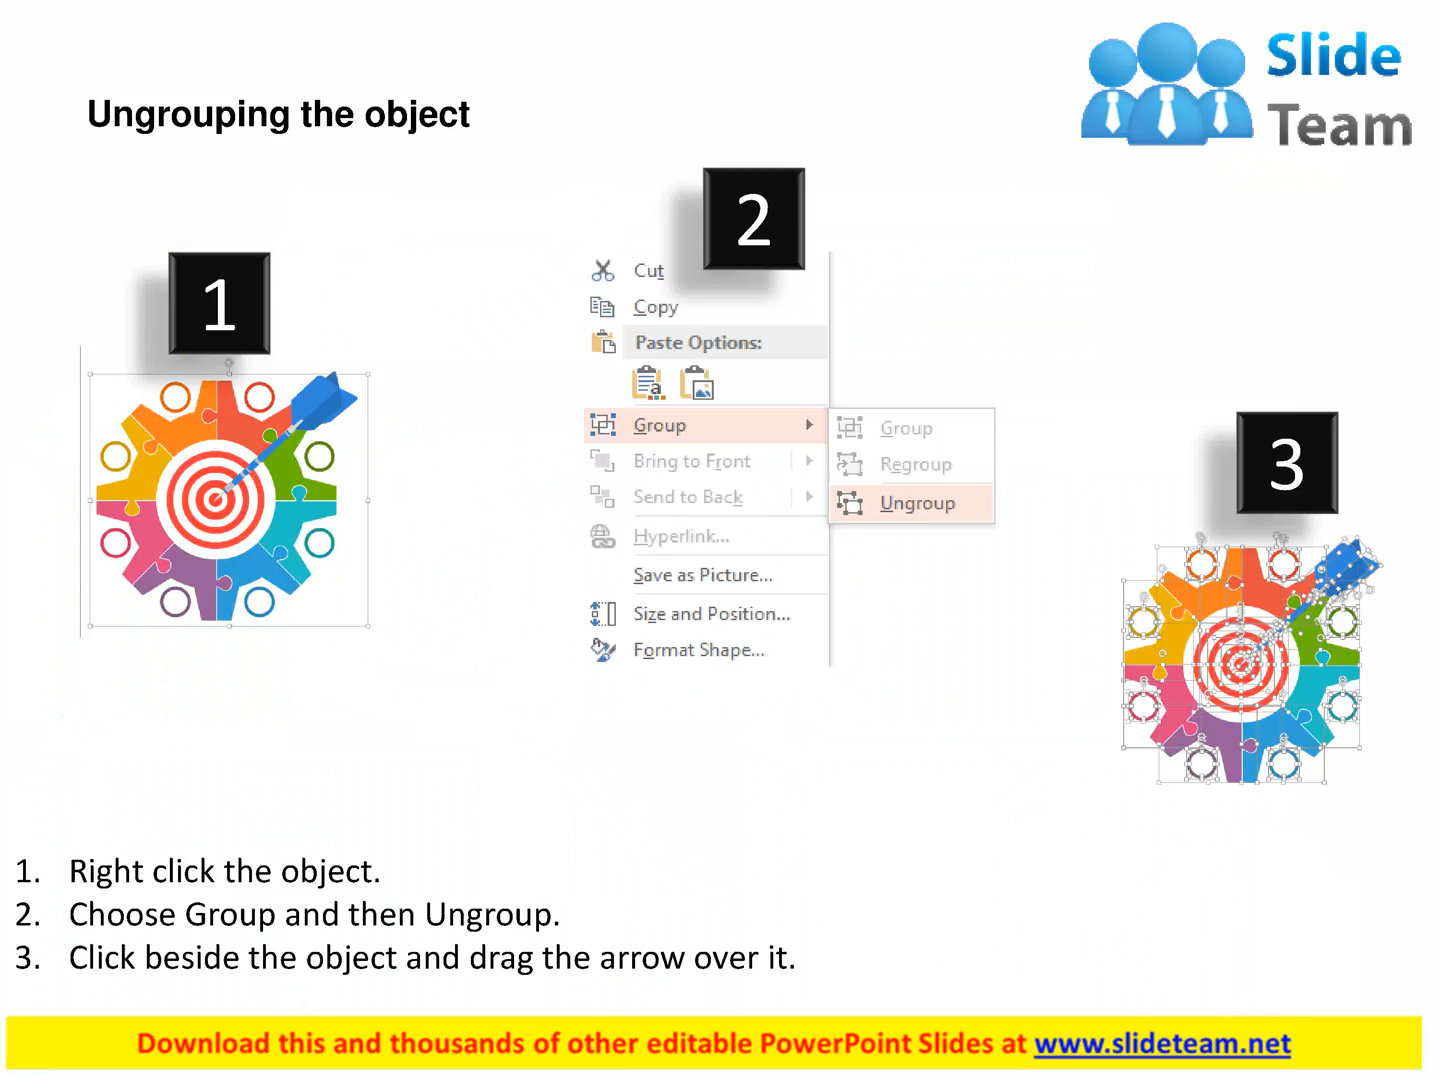 Slide
Team
Ungrouping the object
1
2
Cut
Copy
Paste Options:
Group
Bring to Front
Send to Back
Hyperlink...
Save as Picture...
Size and Position...
Format Shape...
Group
Regroup
Ungroup
3
1. Right click the object.
2. Choose Group and then Ungroup.
3. Click beside the object and drag the arrow over it.
Download this and thousands of other editable PowerPoint Slides at www.slideteam.net